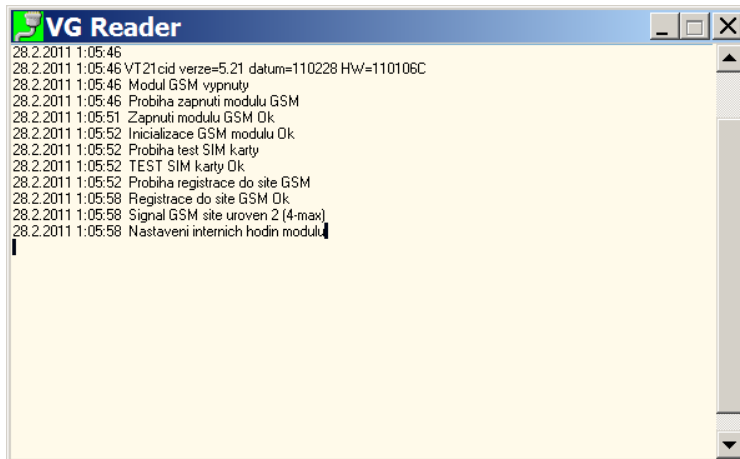 VG Reader
28.2.2011 1:05:46
28.2.2011 1:05:46 VT21cid verze=5.21 datum=110228 HW=110106C
28.2.2011 1:05:46 Modul GSM vypnuty
28.2.2011 1:05:46 Probiha zapnuti modulu GSM
28.2.2011 1:05:51 Zapnuti modulu GSM Ok
28.2.2011 1:05:52 Inicializace GSM modulu Ok
28.2.2011 1:05:52 Probiha test SIM karty
28.2.2011 1:05:52 TEST SIM karty Ok
28.2.2011 1:05:52 Probiha registrace do site GSM
28.2.2011 1:05:58 Registrace do site GSM Ok
28.2.2011 1:05:58 Signal GSM site uroven 2 (4-max)
28.2.2011 1:05:58 Nastaveni internich hodin modulu